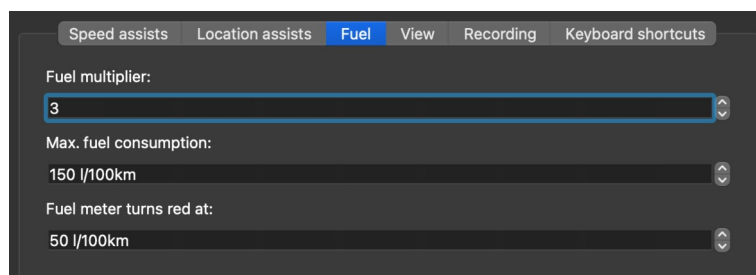 Speed assists Location assists Fuel View Recording Keyboard shortcuts
Fuel multiplier:
3
Max. fuel consumption:
150 l/100km
Fuel meter turns red at:
50 l/100km